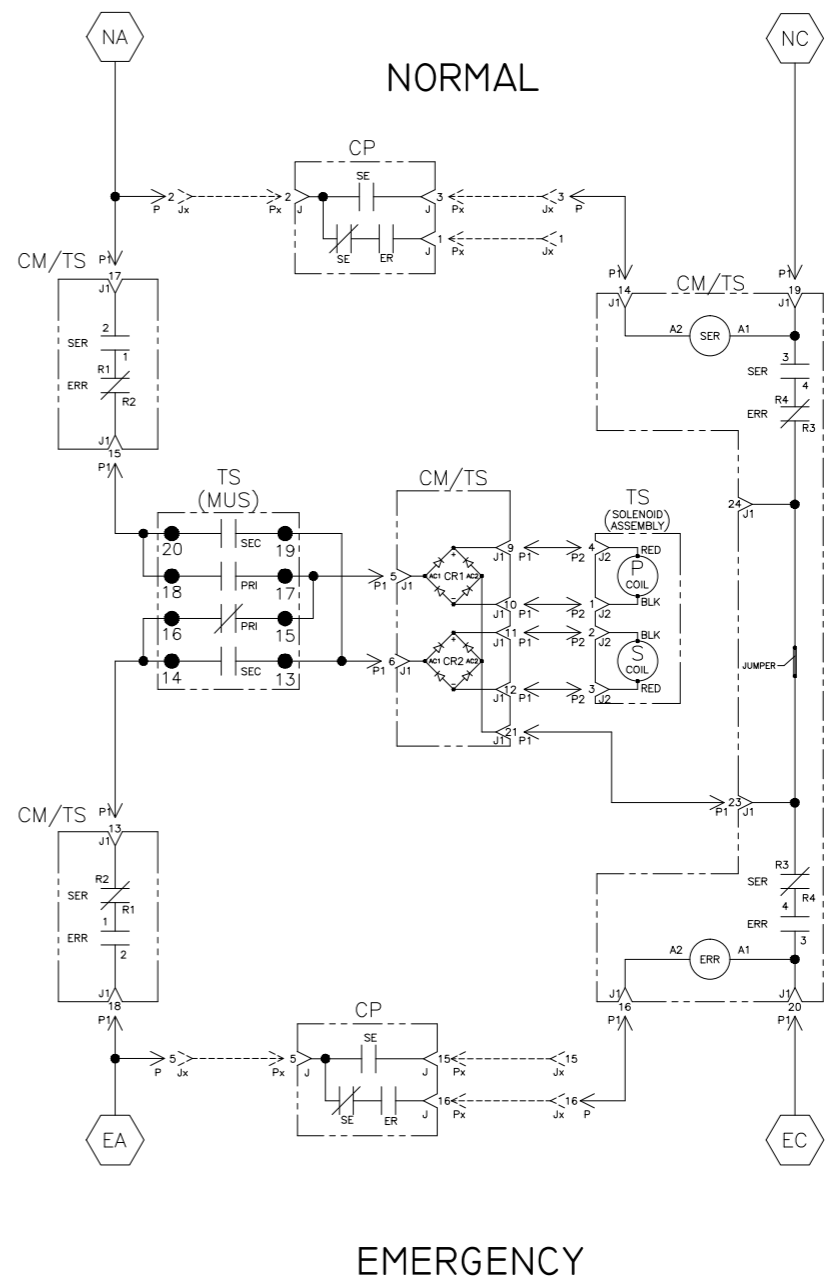 NA
NC
NORMAL
CP
SE
2
P
Jx
Px
2
J
3
J
Px
Jx
3
P
SE
ER
1
J
Px
Jx
1
P1
17
J1
CM/TS
SER
2
1
ERR
R1
R2
J1
15
P1
P1
14
J1
CM/TS
P1
19
J1
A2
SER
A1
SER
3
4
ERR
R4
R3
24
J1
TS
(MUS)
20
SEC
19
18
PRI
17
16
PRI
15
14
SEC
13
CM/TS
P1
5
J1
AC1
+
CR1
AC2
-
P1
6
J1
AC1
+
CR2
AC2
-
9
J1
P1
P2
4
J2
10
J1
P1
P2
1
J2
11
J1
P1
P2
2
J2
12
J1
P1
P2
3
J2
21
J1
P1
TS
(SOLENOID)
ASSEMBLY)
RED
P
COIL
BLK
BLK
S
COIL
RED
JUMPER
P1
23
J1
CM/TS
P1
13
J1
SER
R2
R1
ERR
1
2
J1
18
P1
SER
R3
R4
ERR
4
3
A2
ERR
A1
J1
16
P1
J1
20
P1
CP
SE
5
P
Jx
Px
5
J
15
J
Px
Jx
15
SE
ER
16
J
Px
Jx
16
P
EA
EC
EMERGENCY